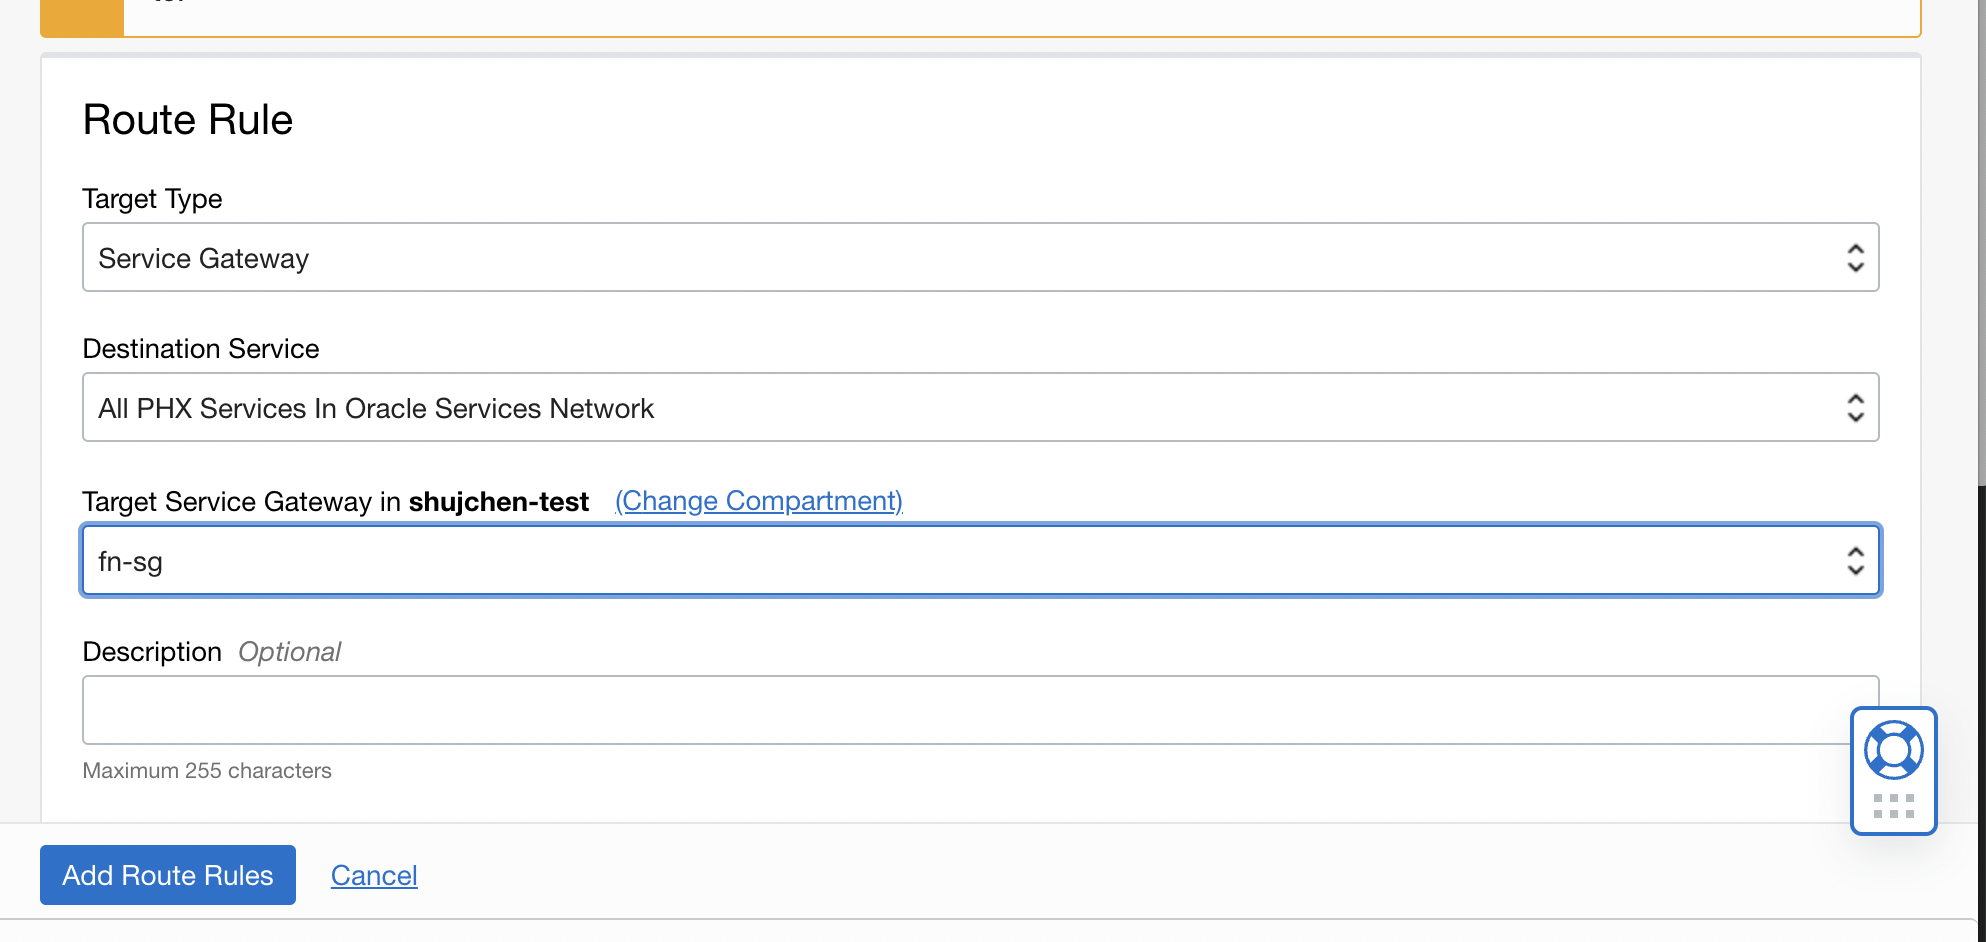 Route Rule
Target Type
Service Gateway
Destination Service
All PHX Services In Oracle Services Network
Target Service Gateway in shujchen-test (Change Compartment)
fn-sg
Description Optional
Maximum 255 characters
Add Route Rules Cancel